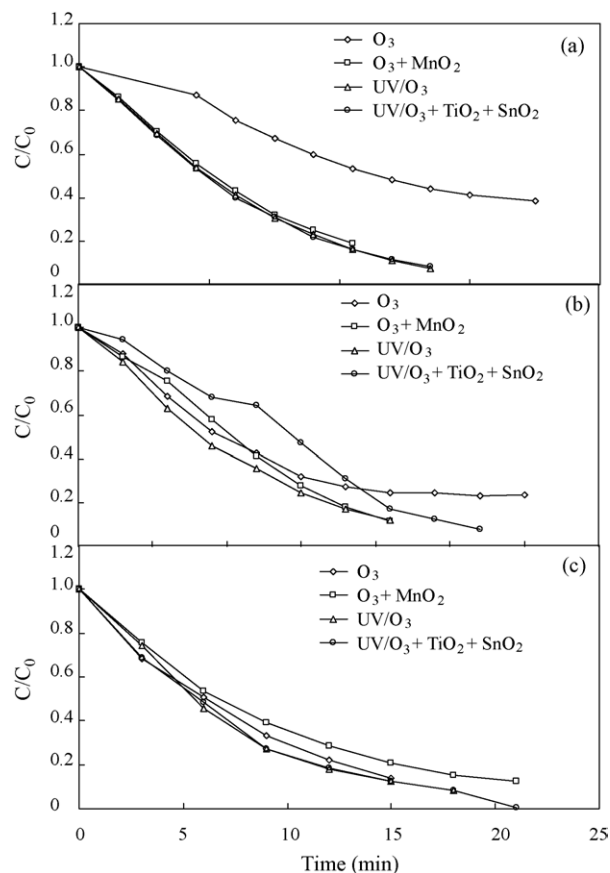 1.2
1.0
0.8
0.6
0.4
0.2
0
C/C₀
(a)
O₃
O₃ + MnO₂
UV/O₃
UV/O₃ + TiO₂ + SnO₂
1.2
1.0
0.8
0.6
0.4
0.2
0
C/C₀
(b)
O₃
O₃ + MnO₂
UV/O₃
UV/O₃ + TiO₂ + SnO₂
1.2
1.0
0.8
0.6
0.4
0.2
0
C/C₀
(c)
O₃
O₃ + MnO₂
UV/O₃
UV/O₃ + TiO₂ + SnO₂
0 5 10 15 20 25
Time (min)